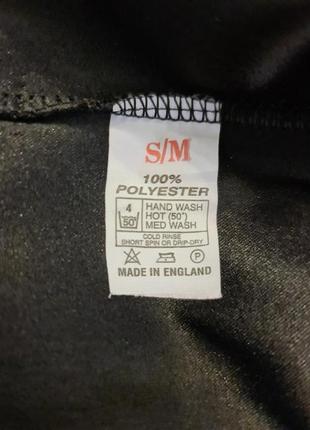 S/M
100%
POLYESTER
4 HAND WASH
50° HOT (50°)
MED WASH
COLD RINSE
SHORT SPIN OR DRIP-DRY
P
MADE IN ENGLAND